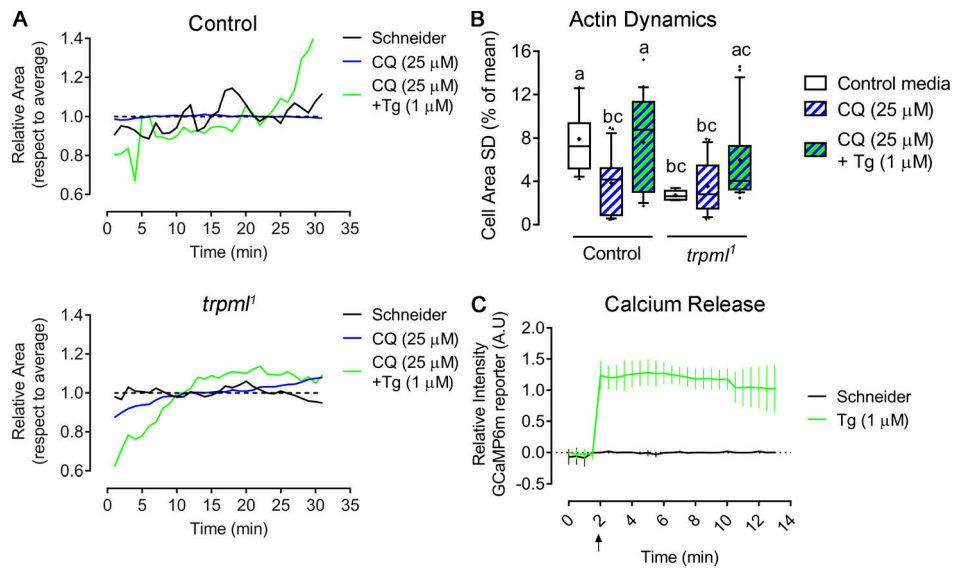 A
Control
Relative Area
(respect to average)
1.4
1.2
1.0
0.8
0.6
0 5 10 15 20 25 30 35
Time (min)
Schneider
CQ (25 μM)
CQ (25 μM)
+Tg (1 μM)
trpml¹
Relative Area
(respect to average)
1.4
1.2
1.0
0.8
0.6
0 5 10 15 20 25 30 35
Time (min)
Schneider
CQ (25 μM)
CQ (25 μM)
+Tg (1 μM)
B
Actin Dynamics
Cell Area SD (% of mean)
16
12
8
4
0
a
bc
a
bc
bc
ac
Control
trpml¹
Control media
CQ (25 μM)
CQ (25 μM)
+ Tg (1 μM)
C
Calcium Release
Relative Intensity
GCaMP6m reporter (A.U)
2.0
1.5
1.0
0.5
0.0
-0.5
0 2 4 6 8 10 12 14
Time (min)
Schneider
Tg (1 μM)